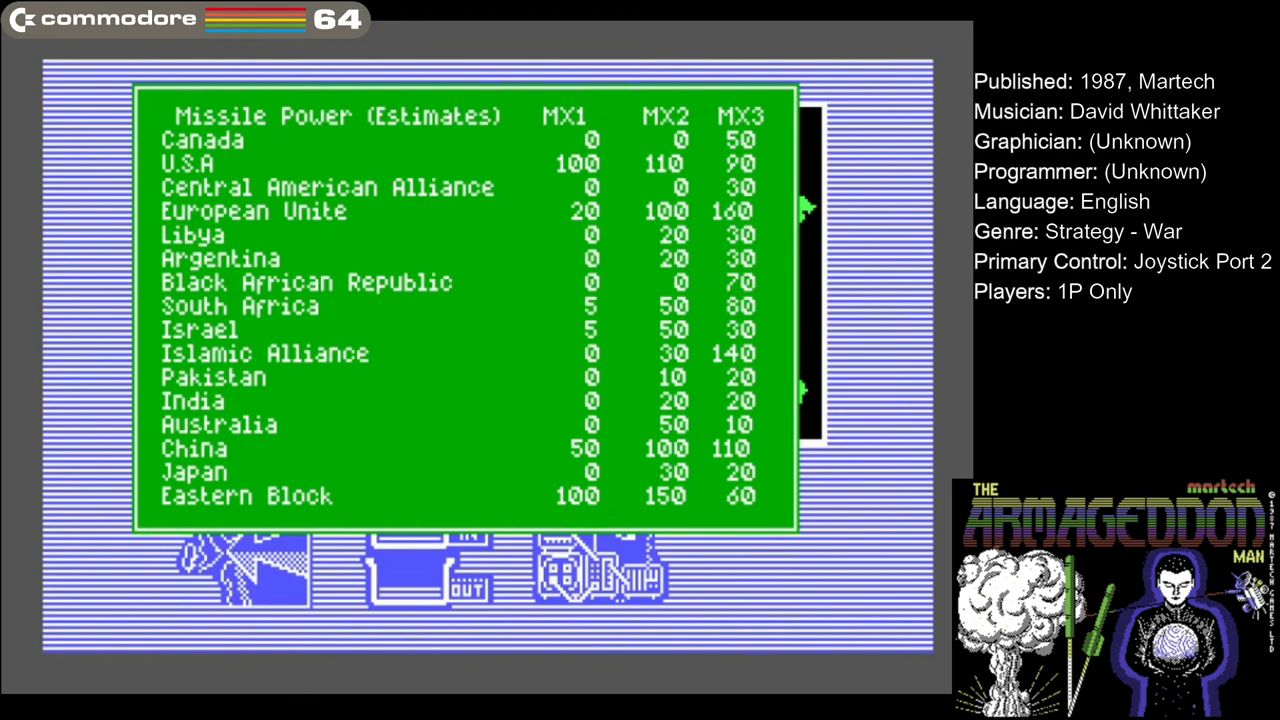 commodore 64
Missile Power (Estimates) MX1 MX2 MX3
Canada 0 0 50
U.S.A 100 110 90
Central American Alliance 0 0 30
European Unite 20 100 160
Libya 0 20 30
Argentina 0 20 30
Black African Republic 0 0 70
South Africa 5 50 80
Israel 5 50 30
Islamic Alliance 0 30 140
Pakistan 0 10 20
India 0 20 20
Australia 0 50 10
China 50 100 110
Japan 0 30 20
Eastern Block 100 150 60
IN
OUT
Published: 1987, Martech
Musician: David Whittaker
Graphician: (Unknown)
Programmer: (Unknown)
Language: English
Genre: Strategy - War
Primary Control: Joystick Port 2
Players: 1P Only
THE martech
ARMAGEDDON
MAN
© 1987 MARTECH GAMES LTD